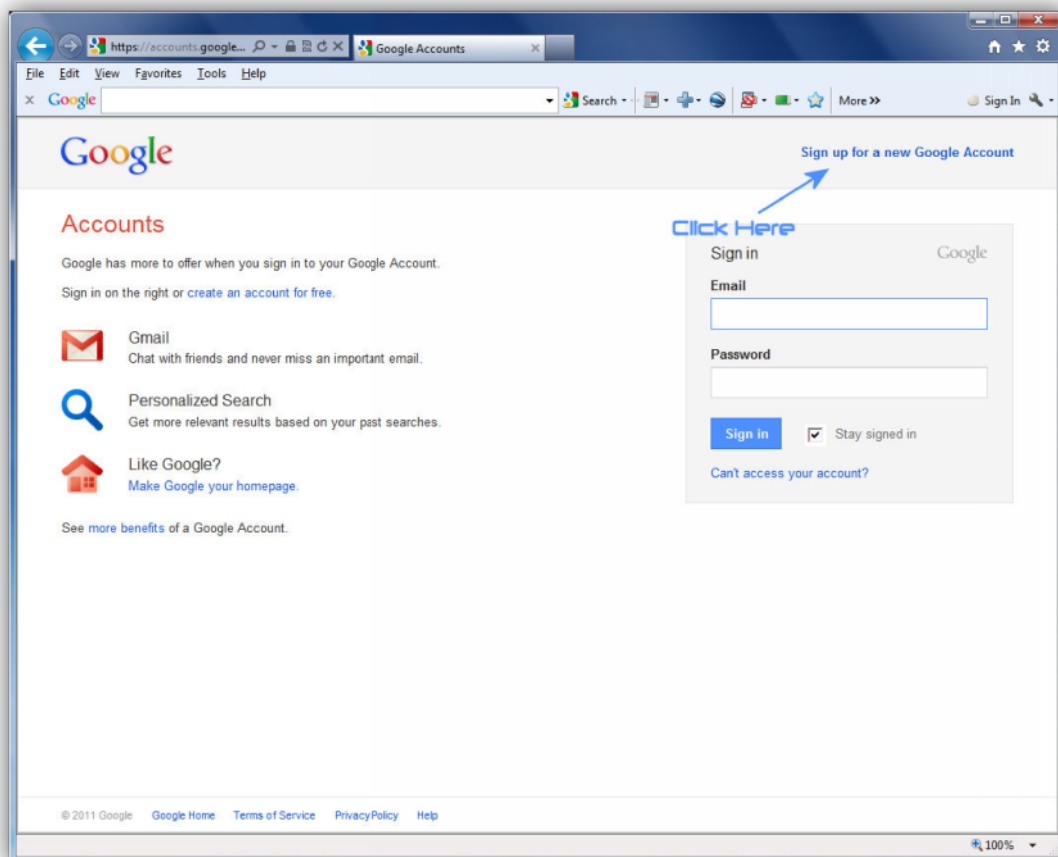 https://accounts.google...
Google Accounts
File Edit View Favorites Tools Help
Google Search More >> Sign In
Google
Sign up for a new Google Account
Click Here
Accounts
Google has more to offer when you sign in to your Google Account.
Sign in on the right or create an account for free.
Gmail
Chat with friends and never miss an important email.
Personalized Search
Get more relevant results based on your past searches.
Like Google?
Make Google your homepage.
See more benefits of a Google Account.
Sign in Google
Email
Password
Sign in Stay signed in
Can't access your account?
© 2011 Google Google Home Terms of Service Privacy Policy Help
100%